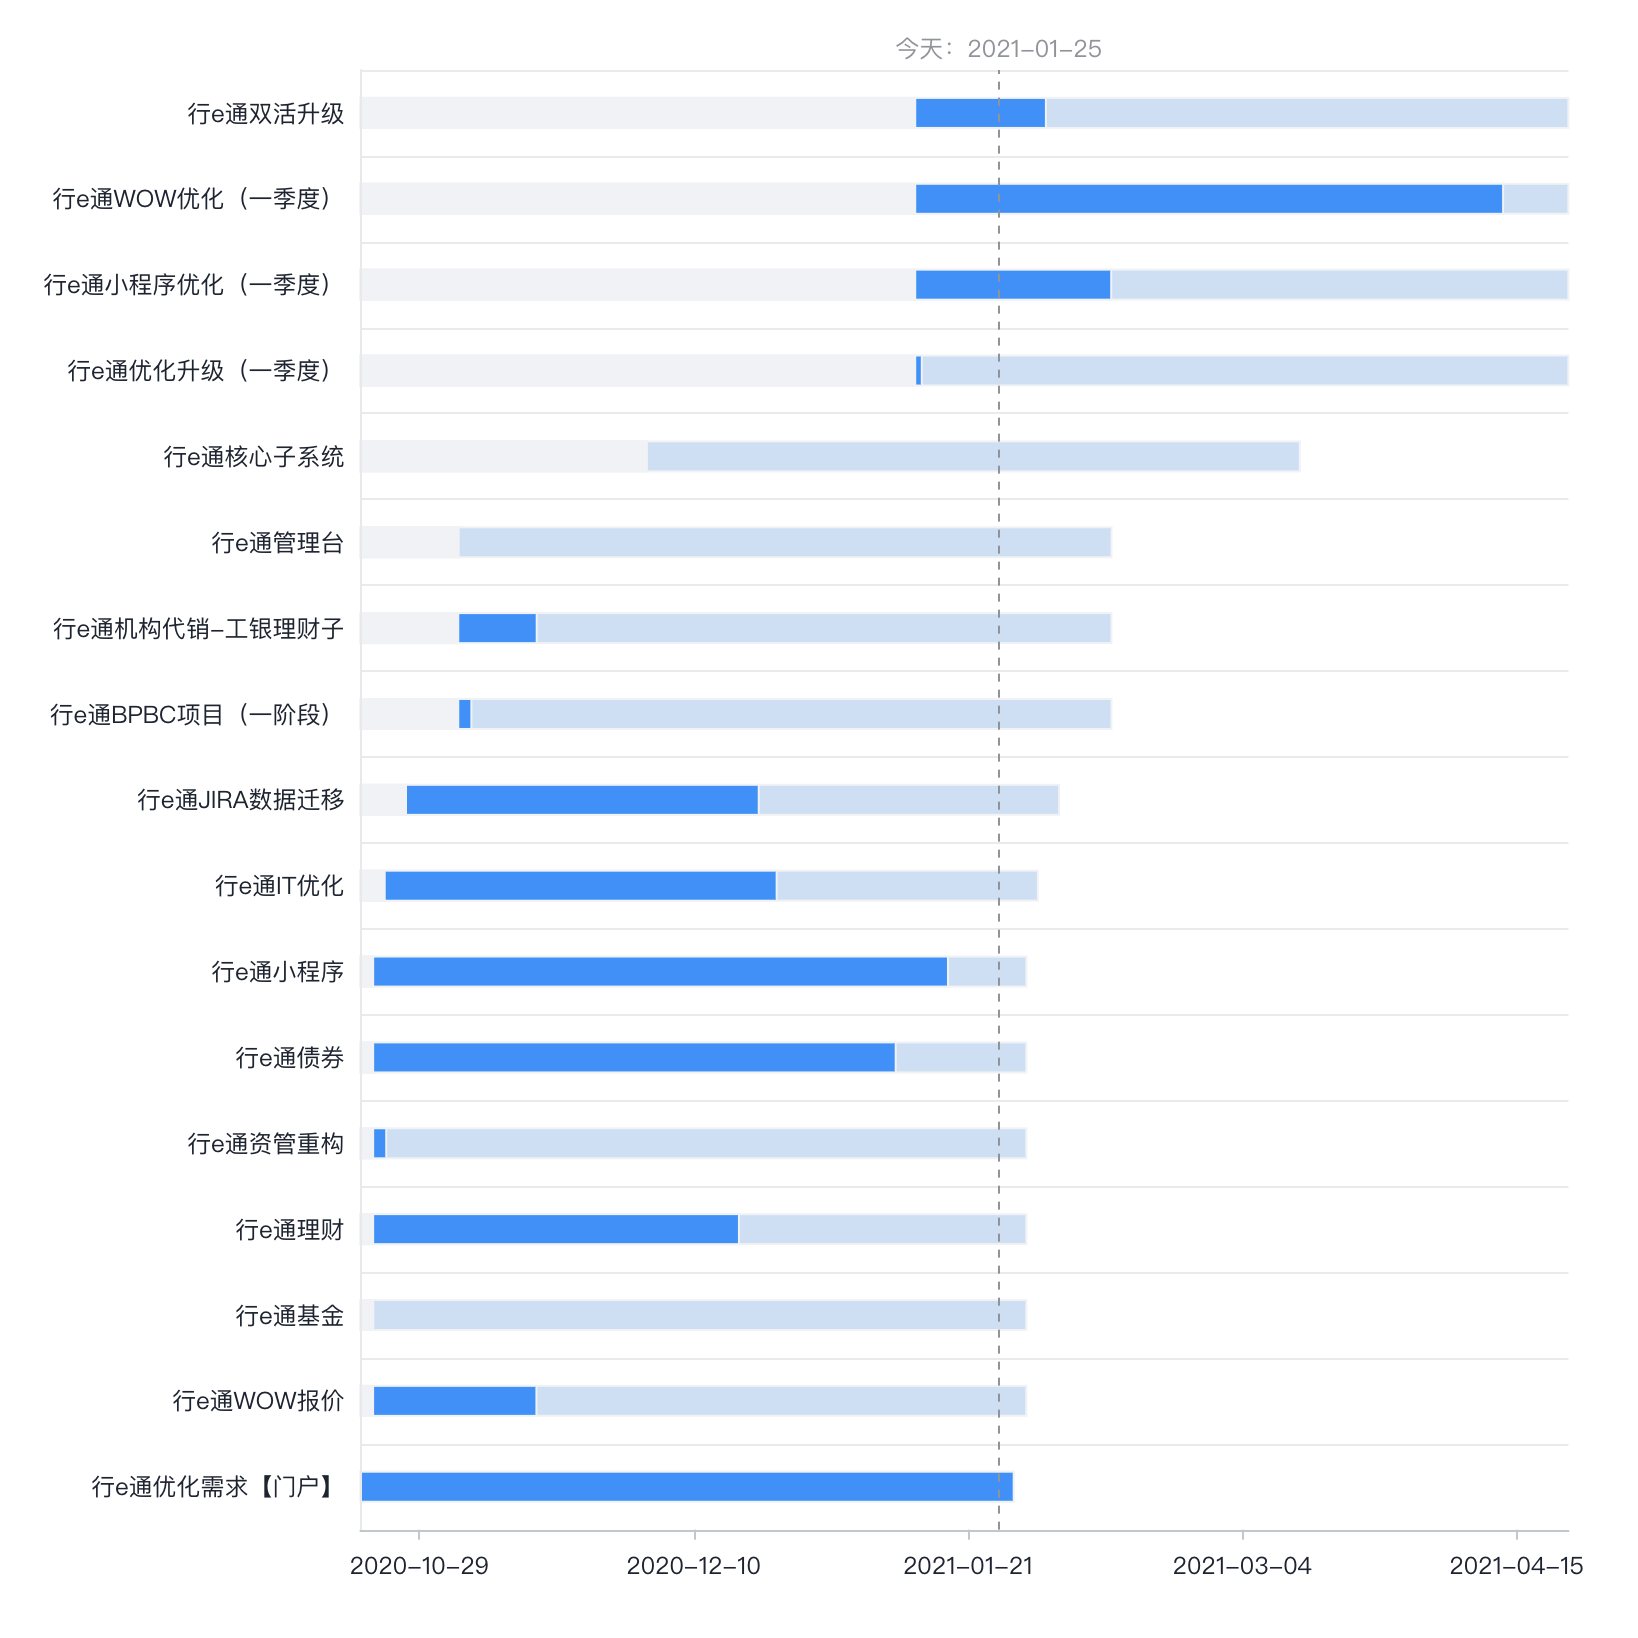 今天：2021-01-25
行e通双活升级
行e通WOW优化（一季度）
行e通小程序优化（一季度）
行e通优化升级（一季度）
行e通核心子系统
行e通管理台
行e通机构代销-工银理财子
行e通BPBC项目（一阶段）
行e通JIRA数据迁移
行e通IT优化
行e通小程序
行e通债券
行e通资管重构
行e通理财
行e通基金
行e通WOW报价
行e通优化需求【门户】
2020-10-29 2020-12-10 2021-01-21 2021-03-04 2021-04-15